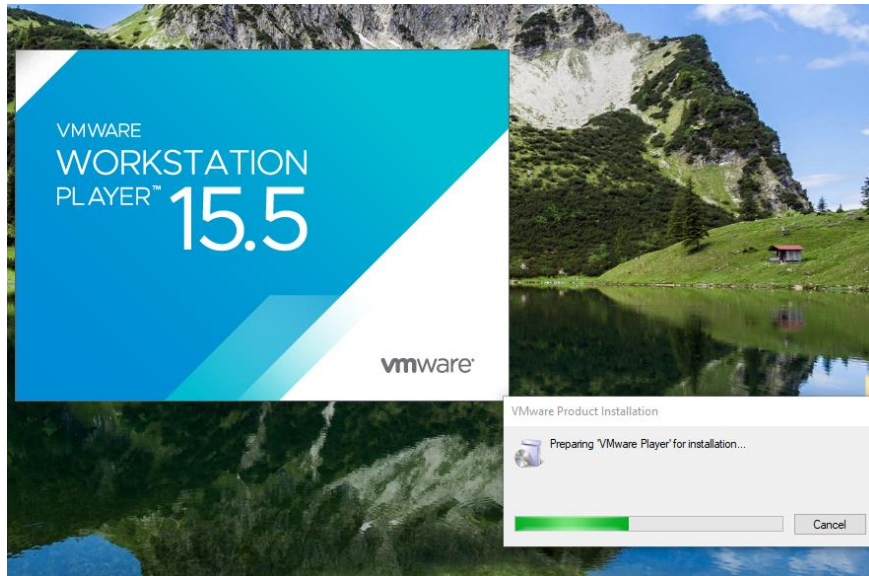 VMWARE
WORKSTATION
PLAYER™ 15.5
vmware®
VMware Product Installation
Preparing 'VMware Player' for installation...
Cancel